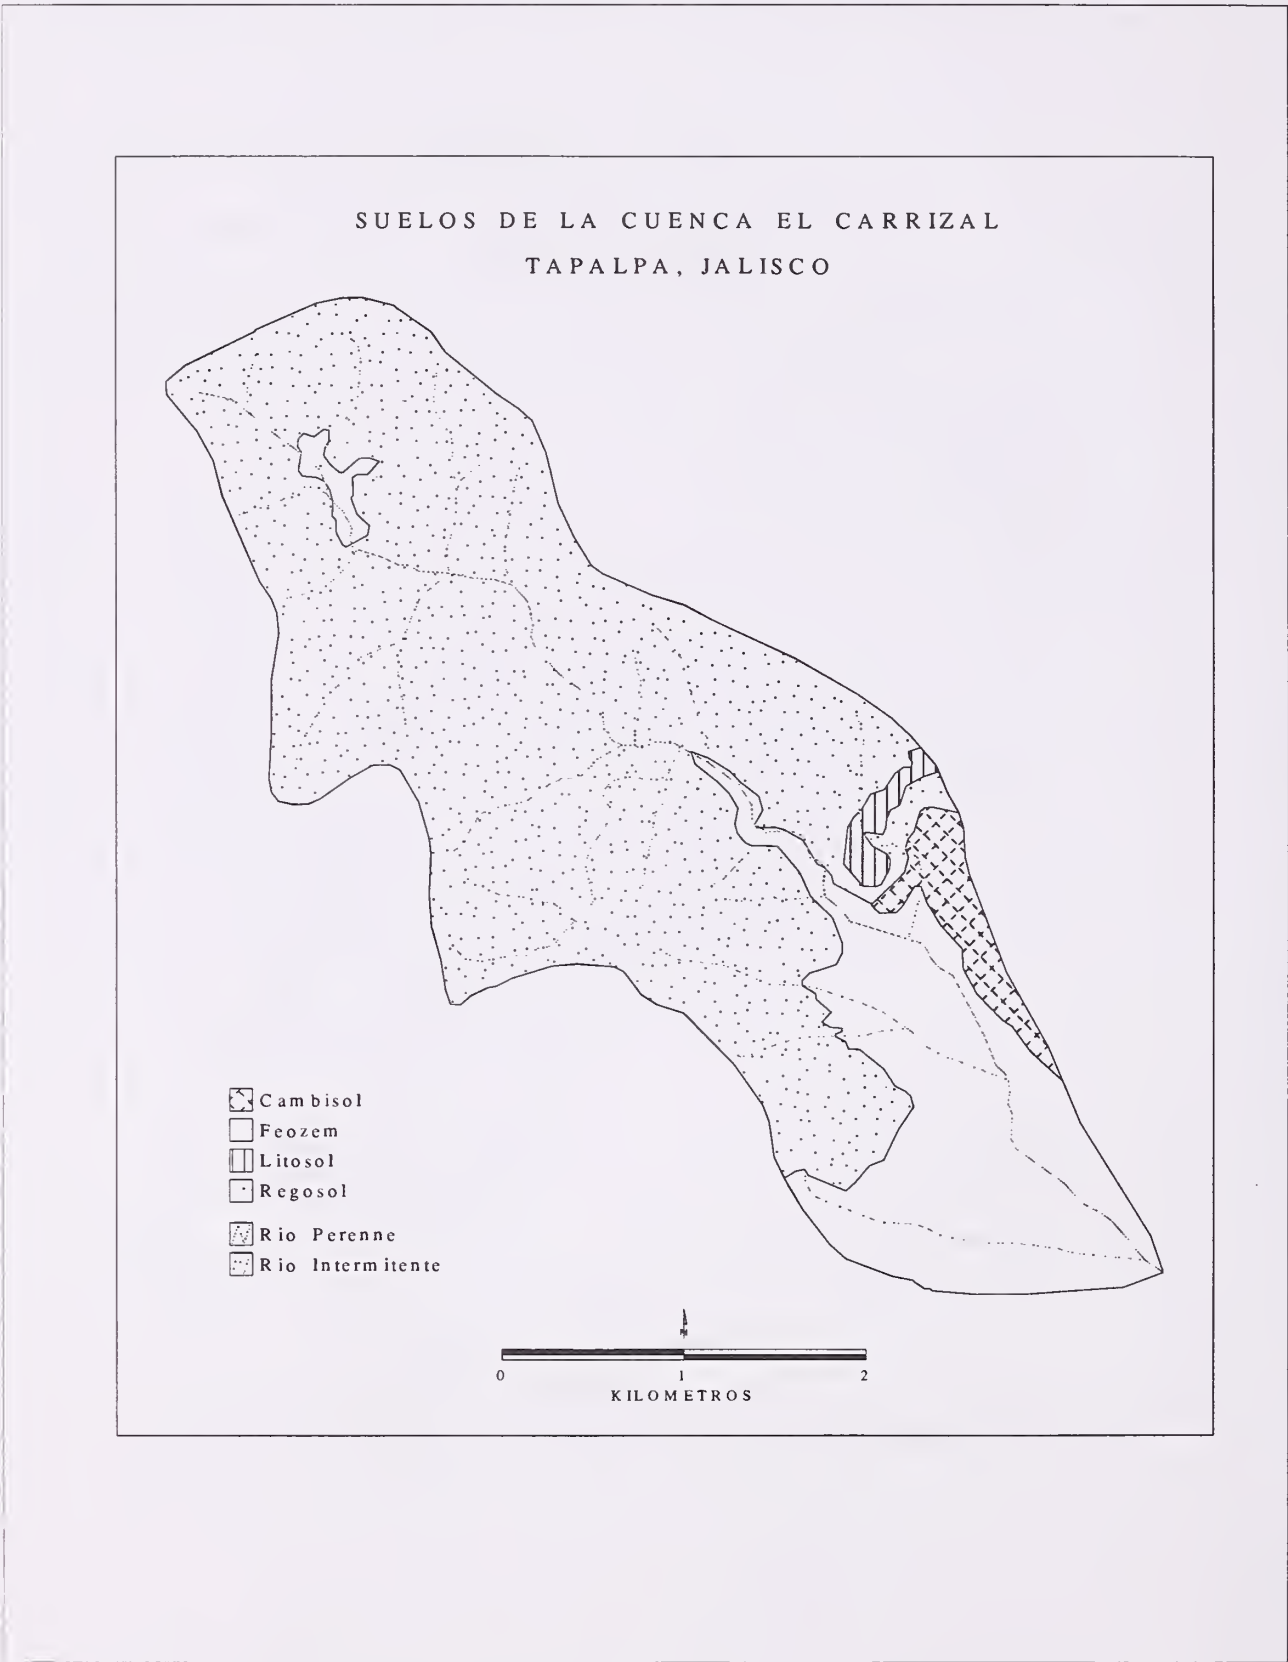 SUELOS DE LA CUENCA EL CARRIZAL
TAPALPA, JALISCO
Cambisol
Feozem
Litosol
Regosol
Rio Perenne
Rio Intermitente
N
0 1 2
KILOMETROS